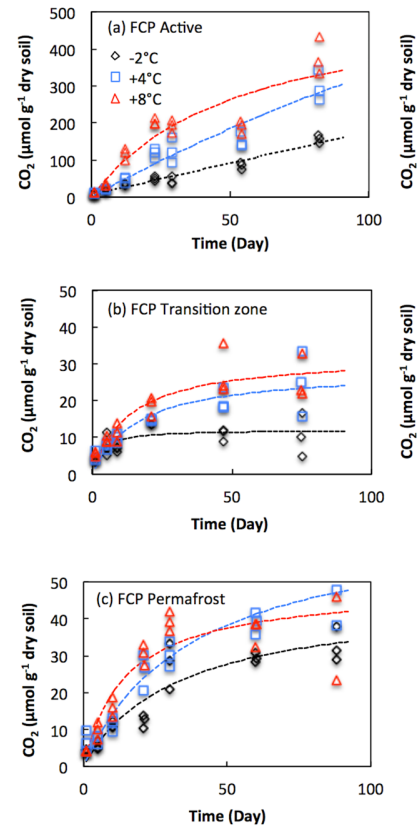 (a) FCP Active
-2°C
+4°C
+8°C
CO₂ (µmol g⁻¹ dry soil)
500
400
300
200
100
0
0
50
100
Time (Day)
CO₂ (µmol g⁻¹ dry soil)
(b) FCP Transition zone
CO₂ (µmol g⁻¹ dry soil)
50
40
30
20
10
0
0
50
100
Time (Day)
CO₂ (µmol g⁻¹ dry soil)
(c) FCP Permafrost
CO₂ (µmol g⁻¹ dry soil)
50
40
30
20
10
0
0
50
100
Time (Day)